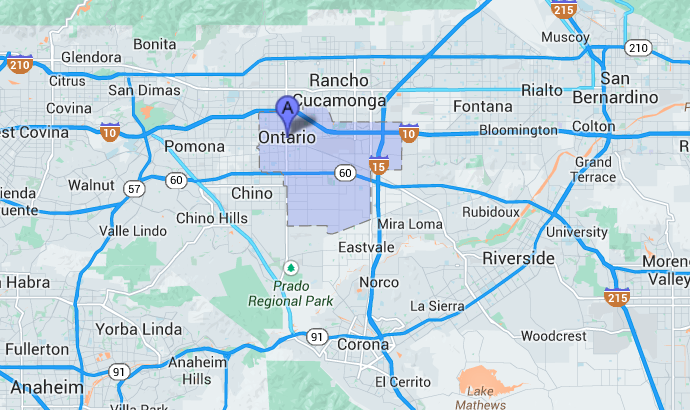 215
Muscoy
Bonita
210
Glendora
210
Citrus
San Dimas
Rancho
Cucamonga
Rialto
San
Bernardino
Covina
A
Fontana
est Covina
10
Ontario
10
Bloomington
Colton
R
Pomona
15
Grand
Terrace
Walnut
57
60
60
Chino
ienda
uente
Chino Hills
Rubidoux
Mira Loma
University
Valle Lindo
Eastvale
Riverside
Moreno
Valley
a Habra
Prado
Regional Park
Norco
215
La Sierra
Yorba Linda
91
Woodcrest
Fullerton
Corona
Anaheim
Hills
91
El Cerrito
Anaheim
Lake
Mathews
Villa Park